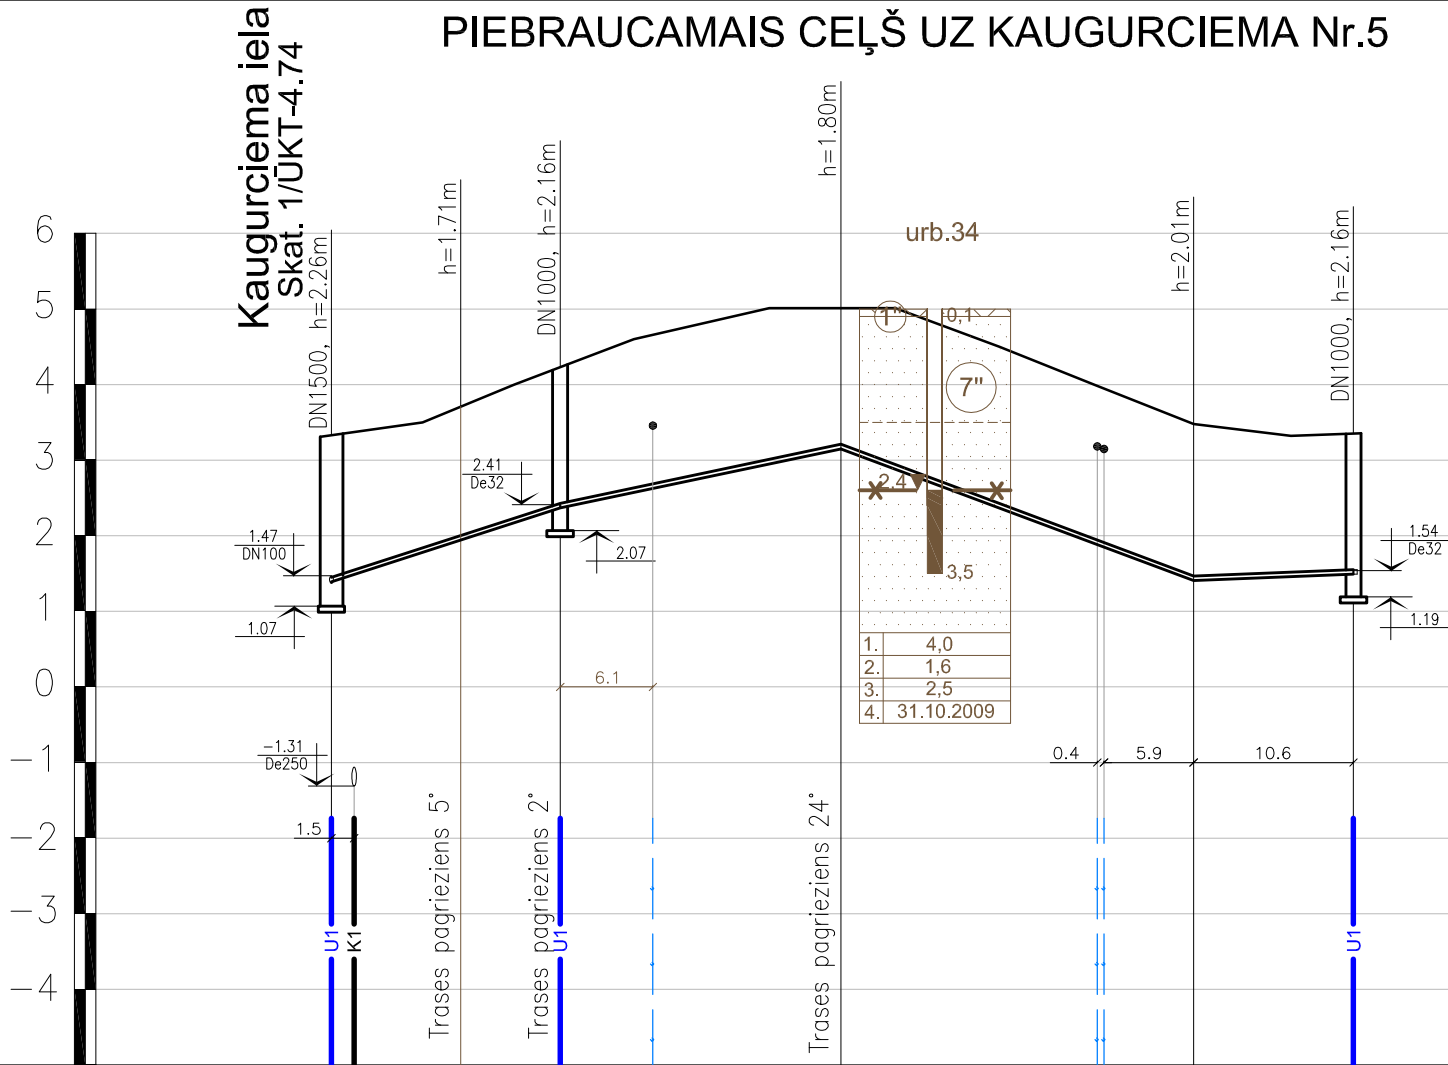 PIEBRAUCAMAIS CEĻŠ UZ KAUGURCIEMA Nr.5
Kaugurciema iela
Skat. 1/ŪKT-4.74
DN1500, h=2.26m
h=1.71m
DN1000, h=2.16m
h=1.80m
h=2.01m
DN1000, h=2.16m
urb.34
6
5
4
3
2
1
0
-1
-2
-3
-4
1"
0,1
7"
2.4
3,5
1. 4,0
2. 1,6
3. 2,5
4. 31.10.2009
1.47
DN100
1.07
2.41
De32
2.07
1.54
De32
1.19
6.1
-1.31
De250
1.5
0.4
5.9
10.6
Trases pagrieziens 5°
Trases pagrieziens 2°
Trases pagrieziens 24°
U1
K1
U1
U1